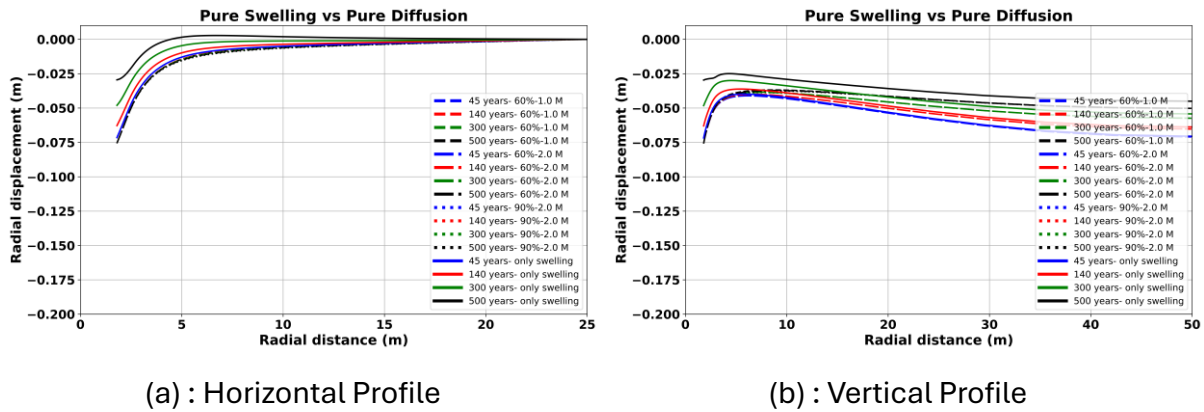 Pure Swelling vs Pure Diffusion
0.000
−0.025
−0.050
−0.075
−0.100
−0.125
−0.150
−0.175
−0.200
Radial displacement (m)
45 years- 60%-1.0 M
140 years- 60%-1.0 M
300 years- 60%-1.0 M
500 years- 60%-1.0 M
45 years- 60%-2.0 M
140 years- 60%-2.0 M
300 years- 60%-2.0 M
500 years- 60%-2.0 M
45 years- 90%-2.0 M
140 years- 90%-2.0 M
300 years- 90%-2.0 M
500 years- 90%-2.0 M
45 years- only swelling
140 years- only swelling
300 years- only swelling
500 years- only swelling
0 5 10 15 20 25
Radial distance (m)
(a) : Horizontal Profile
Pure Swelling vs Pure Diffusion
0.000
−0.025
−0.050
−0.075
−0.100
−0.125
−0.150
−0.175
−0.200
Radial displacement (m)
45 years- 60%-1.0 M
140 years- 60%-1.0 M
300 years- 60%-1.0 M
500 years- 60%-1.0 M
45 years- 60%-2.0 M
140 years- 60%-2.0 M
300 years- 60%-2.0 M
500 years- 60%-2.0 M
45 years- 90%-2.0 M
140 years- 90%-2.0 M
300 years- 90%-2.0 M
500 years- 90%-2.0 M
45 years- only swelling
140 years- only swelling
300 years- only swelling
500 years- only swelling
0 10 20 30 40 50
Radial distance (m)
(b) : Vertical Profile